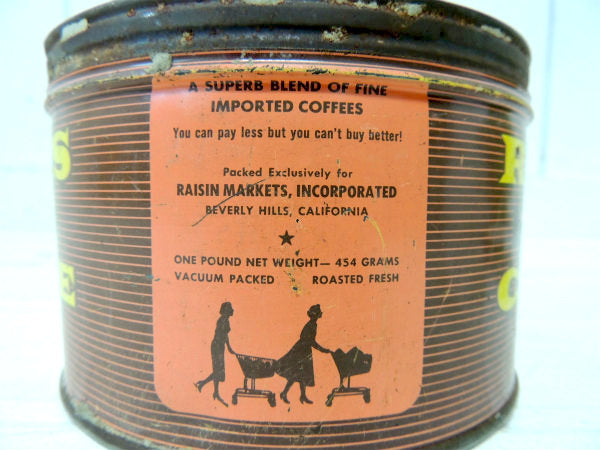 A SUPERB BLEND OF FINE
IMPORTED COFFEES
You can pay less but you can't buy better!
Packed Exclusively for
RAISIN MARKETS, INCORPORATED
BEVERLY HILLS, CALIFORNIA
ONE POUND NET WEIGHT— 454 GRAMS
VACUUM PACKED ROASTED FRESH